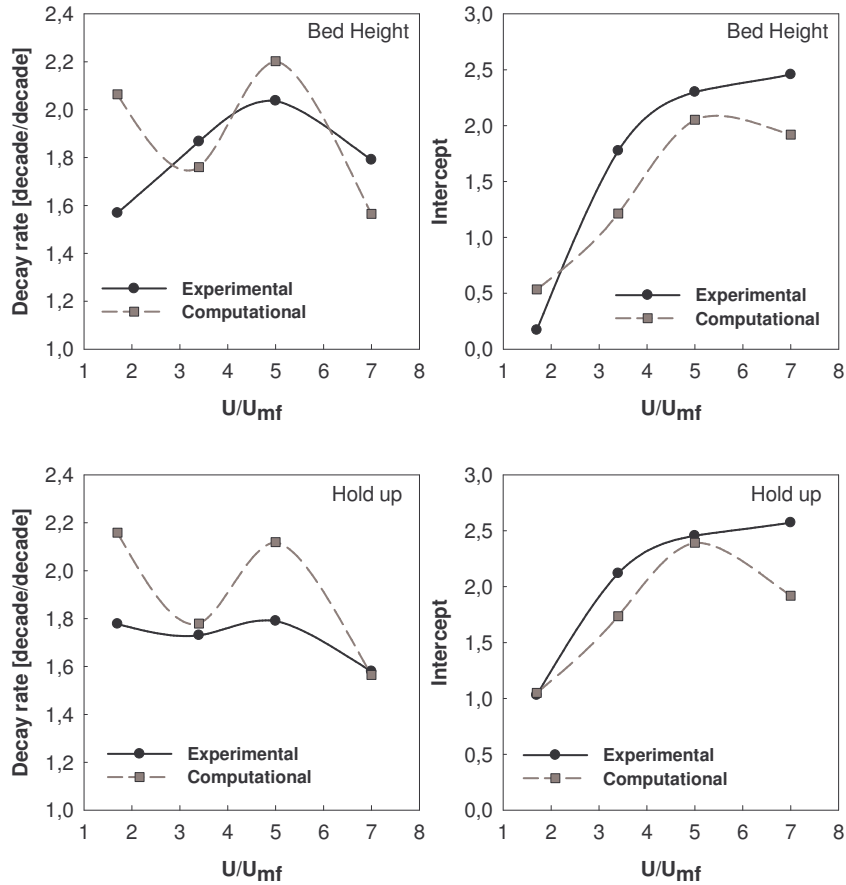 Bed Height
Decay rate [decade/decade]
2,4
2,2
2,0
1,8
1,6
1,4
1,2
1,0
Experimental
Computational
1 2 3 4 5 6 7 8
U/Umf
Bed Height
Intercept
3,0
2,5
2,0
1,5
1,0
0,5
0,0
Experimental
Computational
1 2 3 4 5 6 7 8
U/Umf
Hold up
Decay rate [decade/decade]
2,4
2,2
2,0
1,8
1,6
1,4
1,2
1,0
Experimental
Computational
1 2 3 4 5 6 7 8
U/Umf
Hold up
Intercept
3,0
2,5
2,0
1,5
1,0
0,5
0,0
Experimental
Computational
1 2 3 4 5 6 7 8
U/Umf